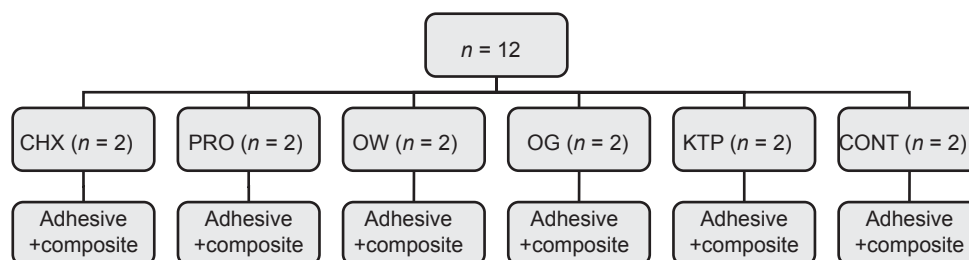 n = 12
CHX (n = 2)
PRO (n = 2)
OW (n = 2)
OG (n = 2)
KTP (n = 2)
CONT (n = 2)
Adhesive
+composite
Adhesive
+composite
Adhesive
+composite
Adhesive
+composite
Adhesive
+composite
Adhesive
+composite